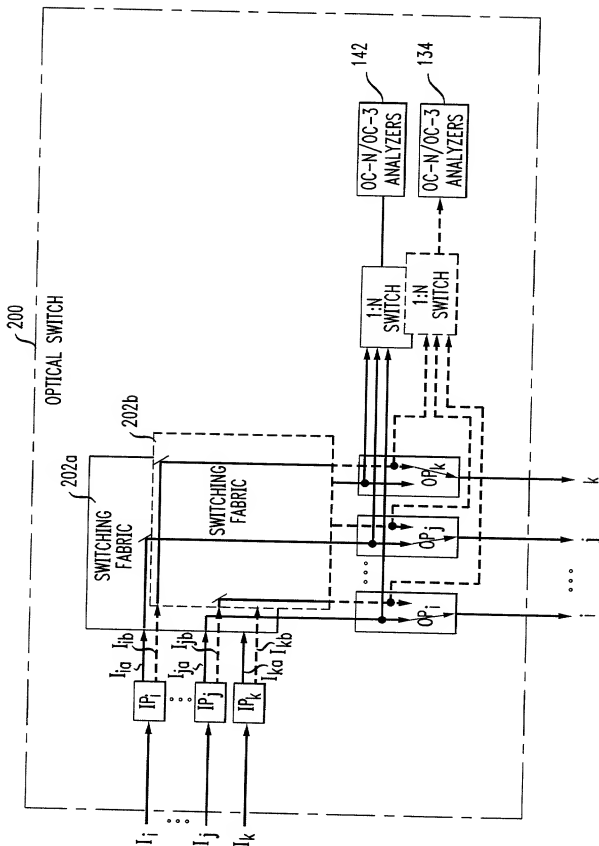 200
OPTICAL SWITCH
202a
202b
SWITCHING
FABRIC
SWITCHING
FABRIC
I_i
I_j
I_k
IP_i
IP_j
IP_k
I_ia
I_ib
I_ja
I_jb
I_ka
I_kb
OP_i
OP_j
OP_k
i
j
k
1:N
SWITCH
1:N
SWITCH
OC-N/OC-3
ANALYZERS
142
OC-N/OC-3
ANALYZERS
134